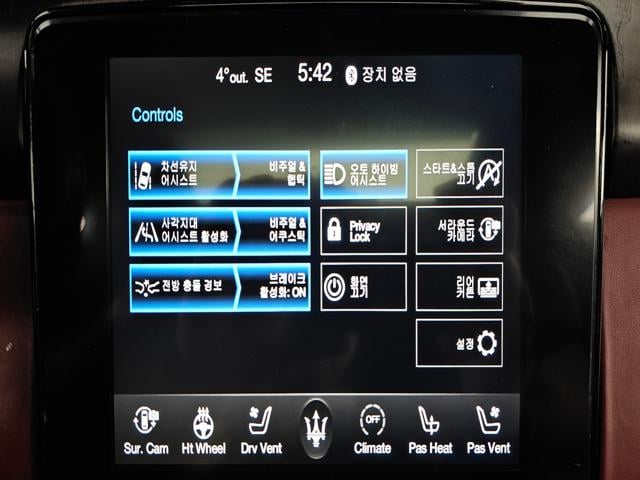 4°out. SE 5:42 장치 없음
Controls
차선유지
어시스트
비주얼 &
햅틱
오토 하이빔
어시스트
스타트&스톱
끄기
사각지대
어시스트 활성화
비주얼 &
어쿠스틱
Privacy
Lock
서라운드
카메라
전방 충돌 경보
브레이크
활성화: ON
화면
끄기
리어
커튼
설정
OFF
Sur. Cam Ht Wheel Drv Vent Climate Pas Heat Pas Vent